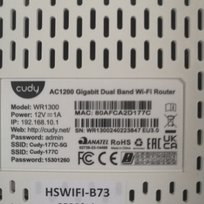 cudy
AC1200 Gigabit Dual Band Wi-Fi Router
Model: WR1300
Power: 12V⎓1A
IP: 192.168.10.1
Web: http://cudy.net/
Password: admin
SSID: Cudy-177C-5G
SSID: Cudy-177C
Password: 15301260
MAC: 80AFCA2D177C
SN: WR1300240223847 EU3.0
ANATEL
HSWIFI-B73